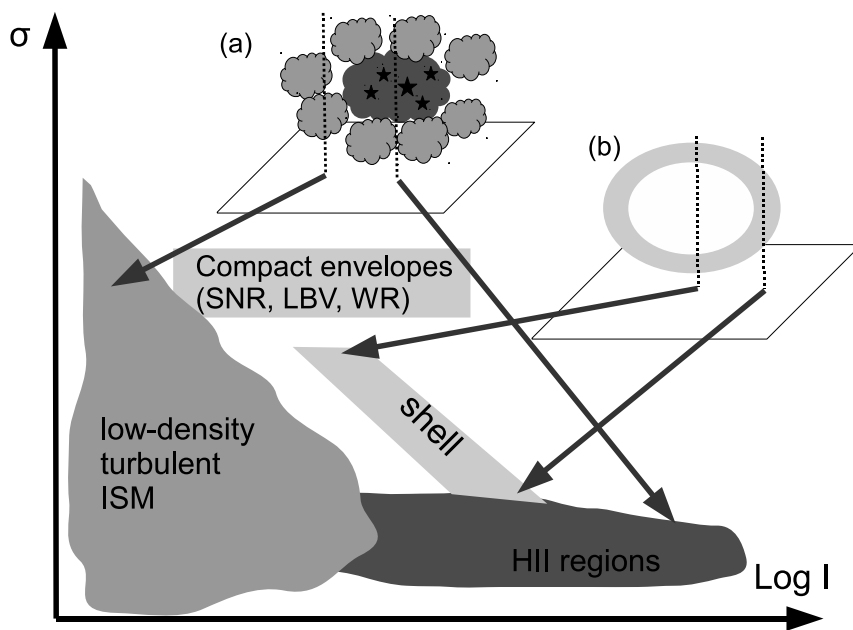 σ
(a)
(b)
Compact envelopes
(SNR, LBV, WR)
shell
low-density
turbulent
ISM
HII regions
Log I